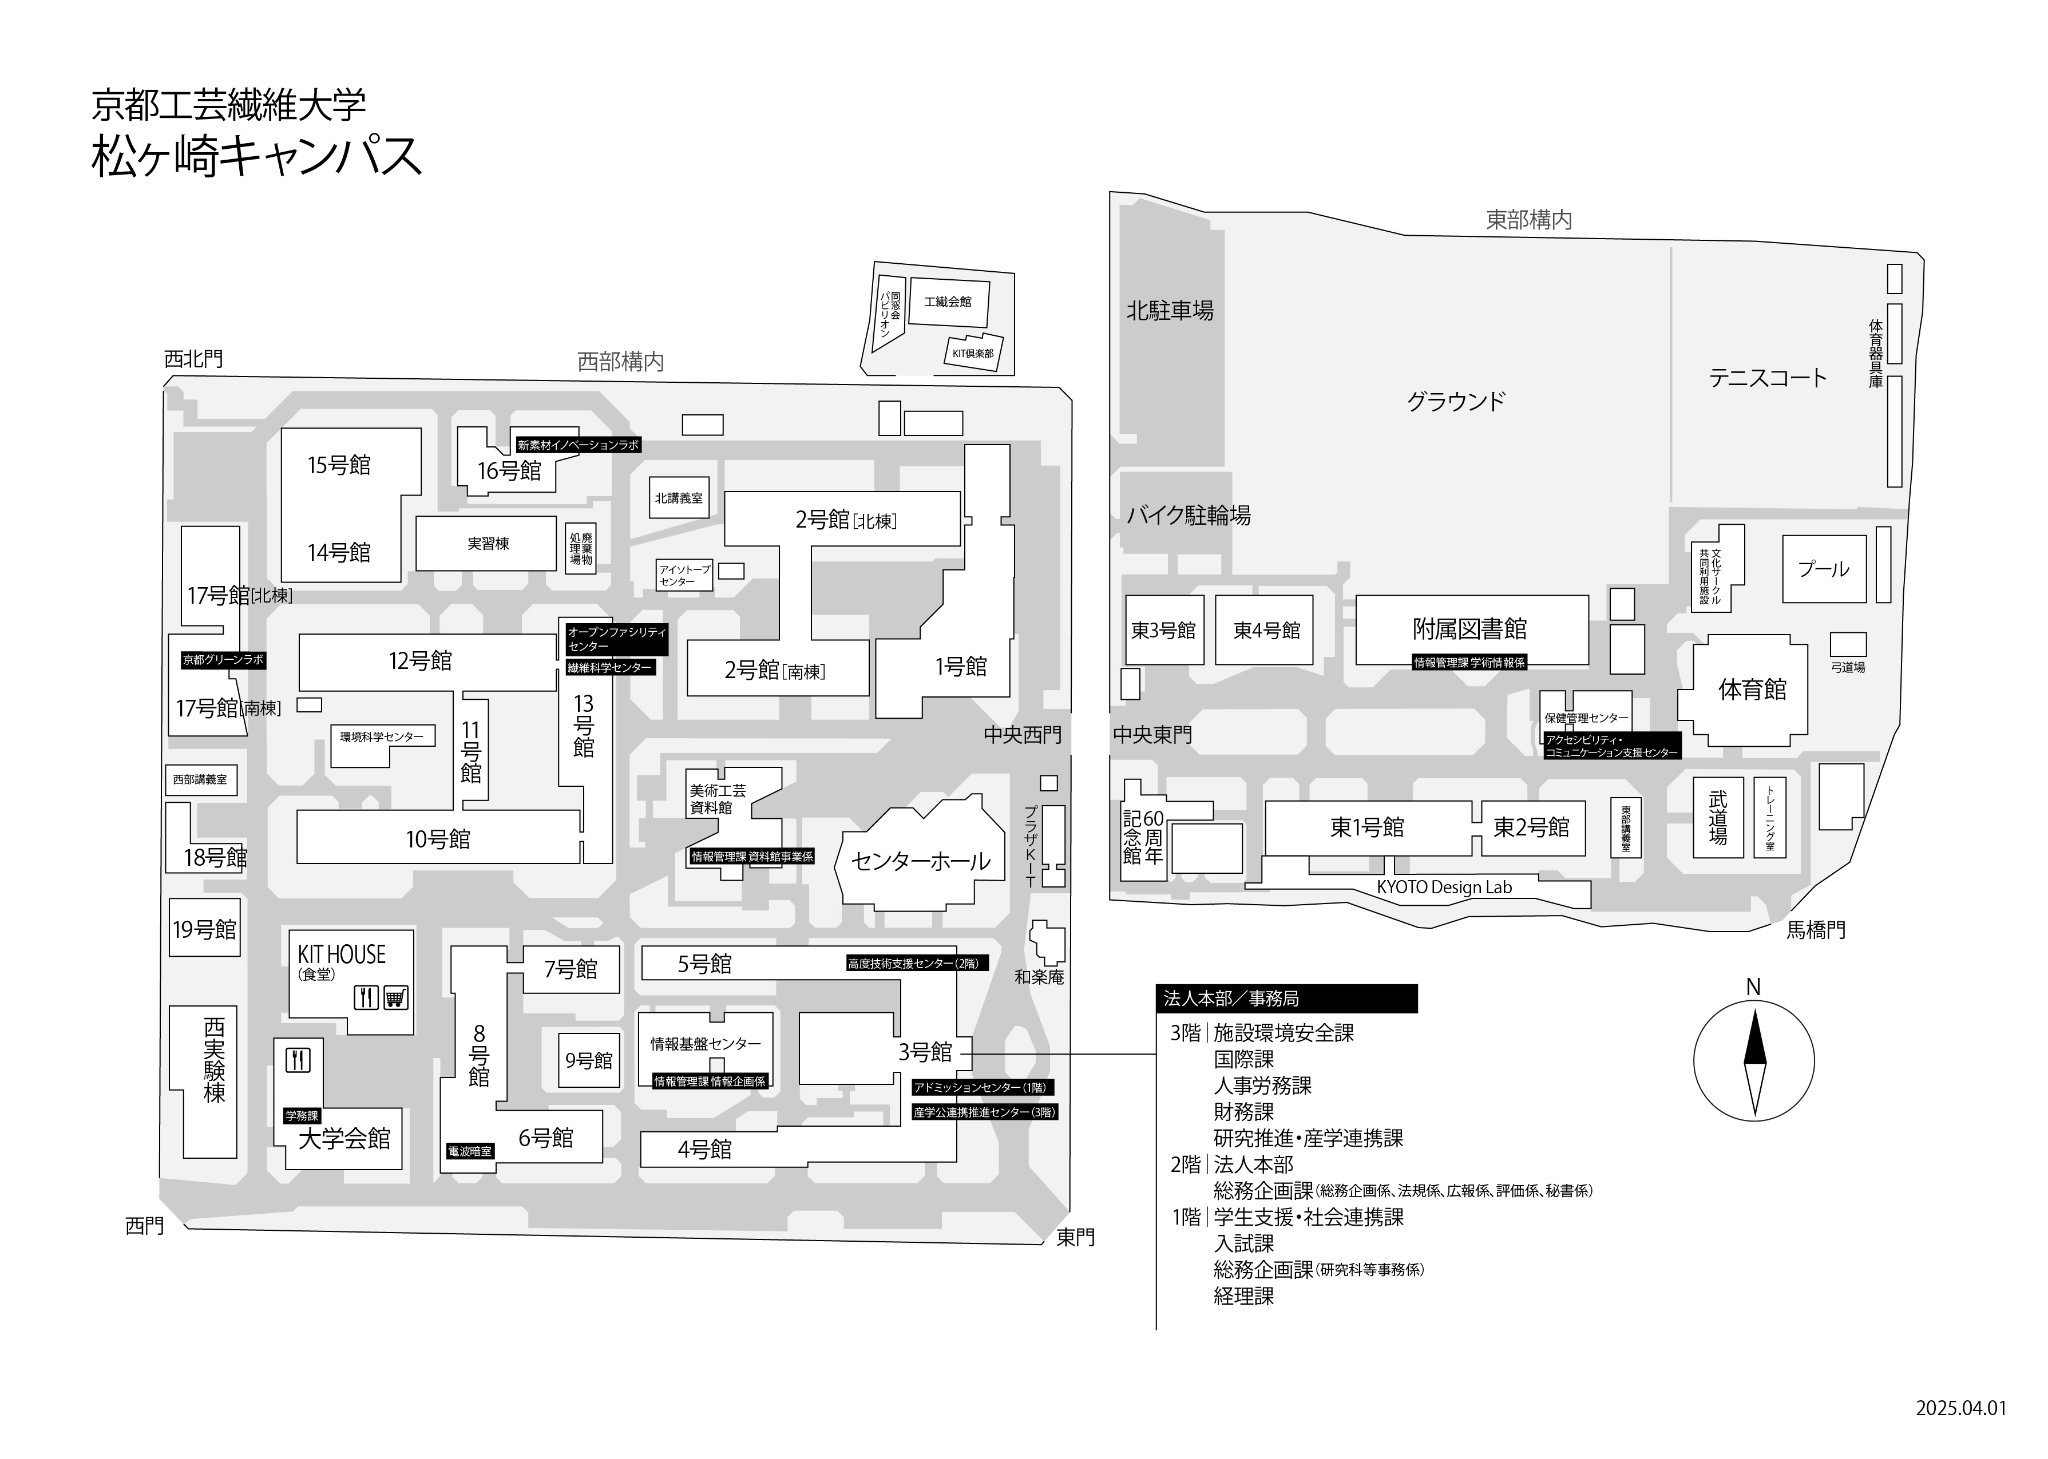 京都工芸繊維大学
松ヶ崎キャンパス
東部構内
西部構内
西北門
同窓会
パビリオン
工繊会館
KIT倶楽部
北駐車場
グラウンド
テニスコート
体育器具庫
バイク駐輪場
15号館
14号館
新素材イノベーションラボ
16号館
実習棟
廃棄物
処理場
北講義室
2号館[北棟]
アイソトープ
センター
17号館[北棟]
京都グリーンラボ
17号館[南棟]
12号館
オープンファシリティ
センター
繊維科学センター
13号館
11号館
環境科学センター
2号館[南棟]
1号館
中央西門
中央東門
東3号館
東4号館
附属図書館
情報管理課 学術情報係
文化サークル
共同利用施設
プール
弓道場
体育館
保健管理センター
アクセシビリティ・
コミュニケーション支援センター
西部講義室
18号館
10号館
美術工芸
資料館
情報管理課 資料館事業係
センターホール
プラザKIT
60周年
記念館
東1号館
東2号館
東部講義室
武道場
トレーニング室
KYOTO Design Lab
馬橋門
19号館
KIT HOUSE
(食堂)
7号館
5号館
高度技術支援センター(2階)
和楽庵
西実験棟
8号館
9号館
情報基盤センター
情報管理課 情報企画係
3号館
アドミッションセンター(1階)
産学公連携推進センター(3階)
学務課
大学会館
電波暗室
6号館
4号館
西門
東門
法人本部／事務局
3階|施設環境安全課
国際課
人事労務課
財務課
研究推進・産学連携課
2階|法人本部
総務企画課(総務企画係、法規係、広報係、評価係、秘書係)
1階|学生支援・社会連携課
入試課
総務企画課(研究科等事務係)
経理課
N
2025.04.01